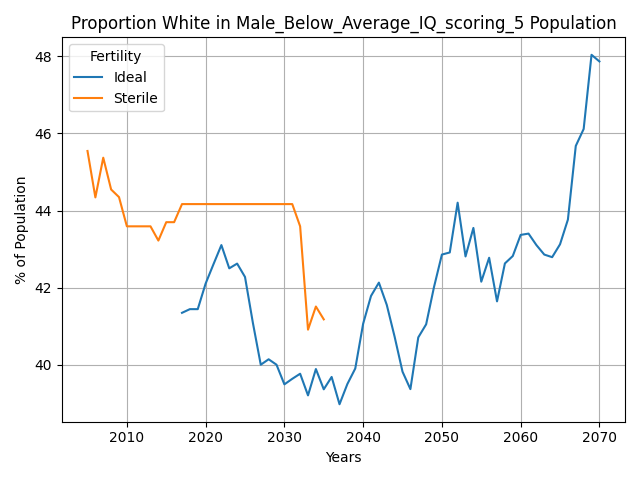 Proportion White in Male_Below_Average_IQ_scoring_5 Population
Fertility
Ideal
Sterile
% of Population
48
46
44
42
40
2010
2020
2030
2040
2050
2060
2070
Years